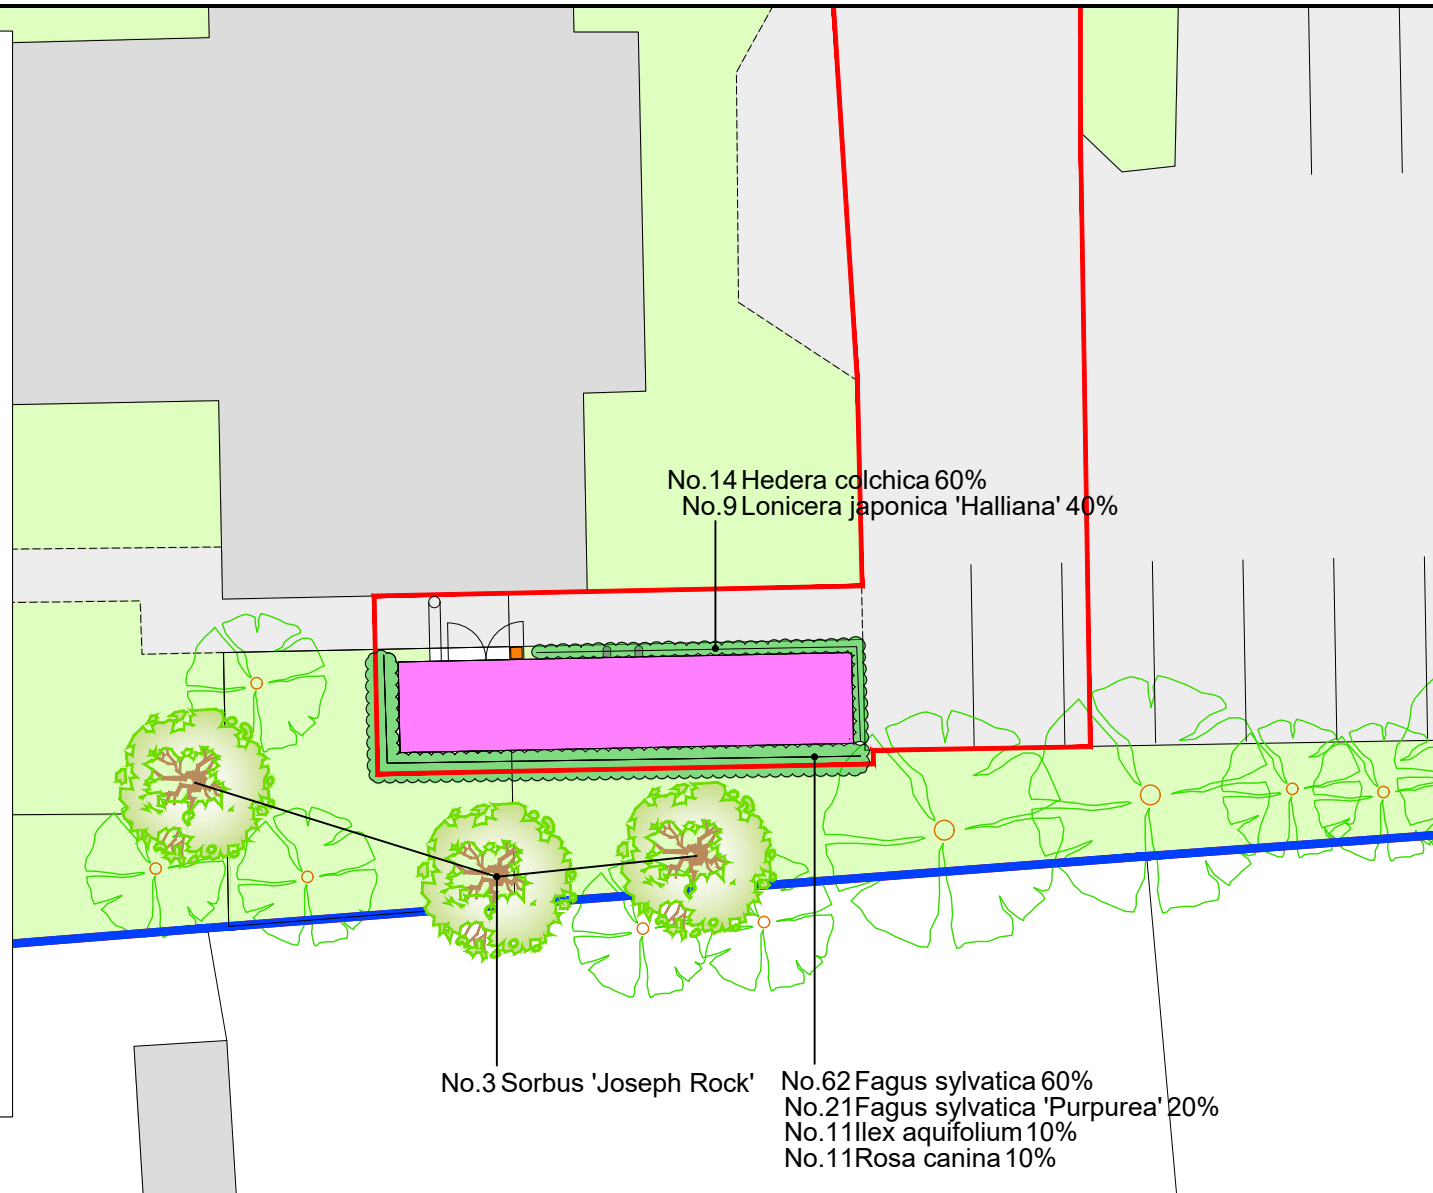 No.14 Hedera colchica 60%
No.9 Lonicera japonica 'Halliana' 40%
No.3 Sorbus 'Joseph Rock'
No.62 Fagus sylvatica 60%
No.21 Fagus sylvatica 'Purpurea' 20%
No.11 Ilex aquifolium 10%
No.11 Rosa canina 10%